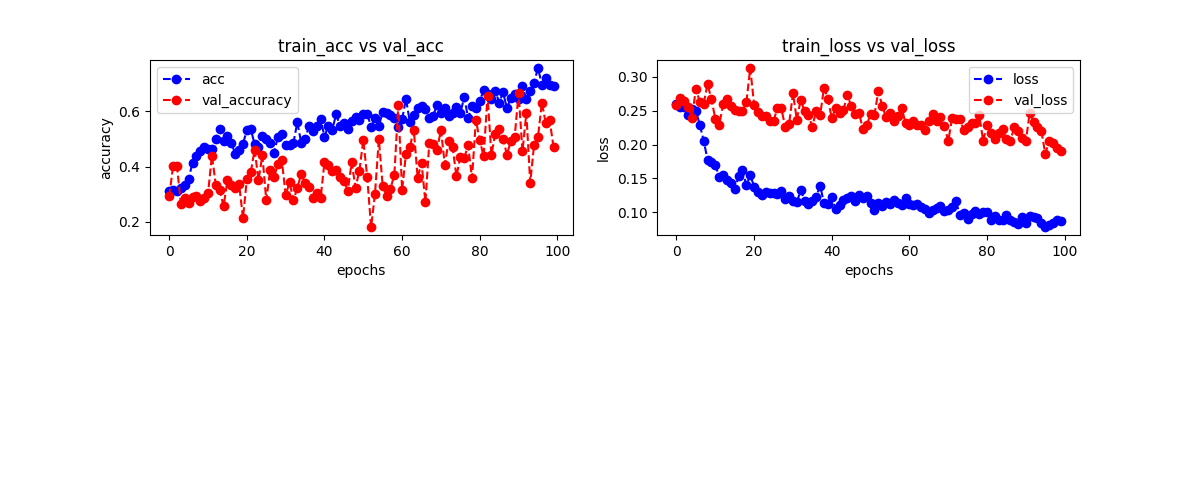 train_acc vs val_acc
acc
val_accuracy
accuracy
0.6
0.4
0.2
0 20 40 60 80 100
epochs
train_loss vs val_loss
loss
val_loss
loss
0.30
0.25
0.20
0.15
0.10
0 20 40 60 80 100
epochs